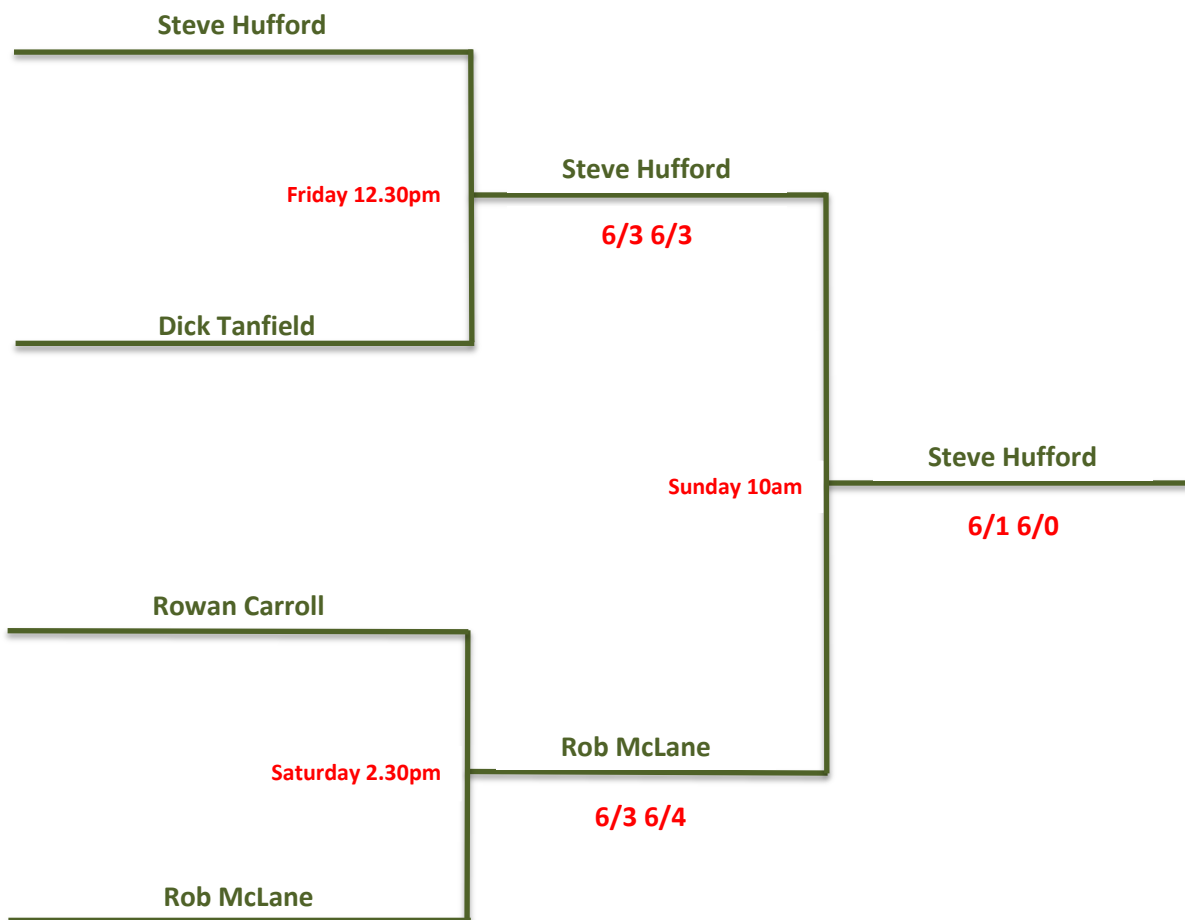 Steve Hufford
Steve Hufford
Friday 12.30pm
6/3 6/3
Dick Tanfield
Steve Hufford
Sunday 10am
6/1 6/0
Rowan Carroll
Rob McLane
Saturday 2.30pm
6/3 6/4
Rob McLane